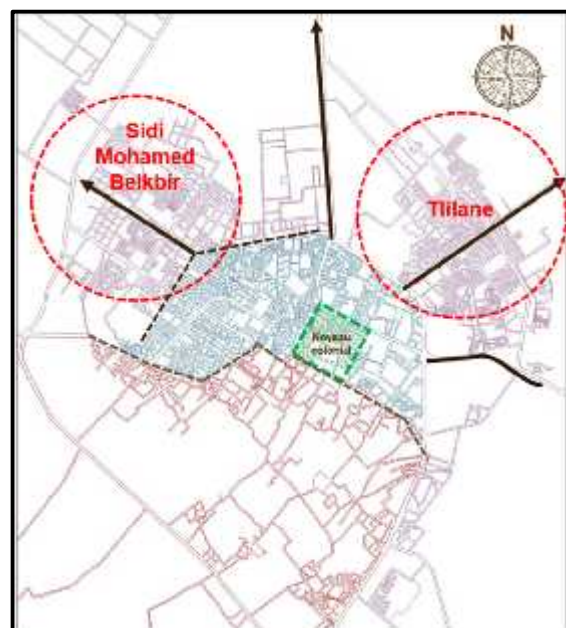 N
Sidi
Mohamed
Belkbir
Tlilane
Noyau
colonial